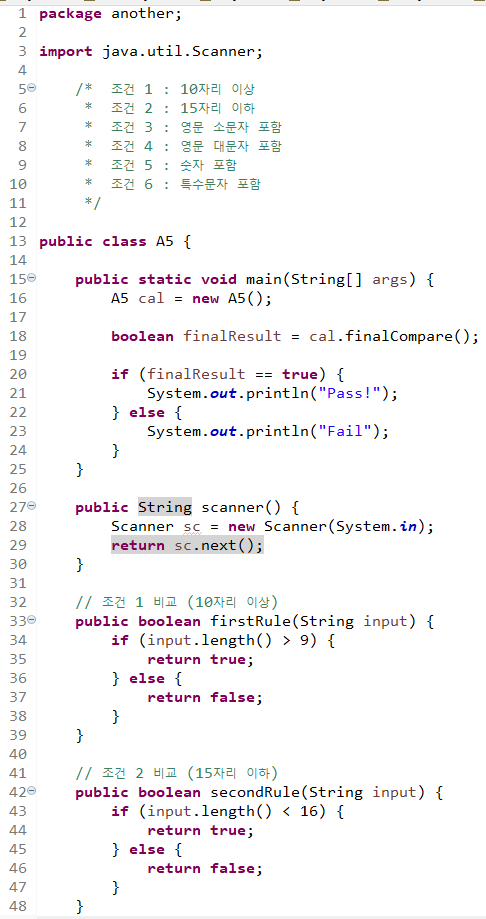 1 package another;
2
3 import java.util.Scanner;
4
5 /* 조건 1 : 10자리 이상
6 * 조건 2 : 15자리 이하
7 * 조건 3 : 영문 소문자 포함
8 * 조건 4 : 영문 대문자 포함
9 * 조건 5 : 숫자 포함
10 * 조건 6 : 특수문자 포함
11 */
12
13 public class A5 {
14
15 public static void main(String[] args) {
16 A5 cal = new A5();
17
18 boolean finalResult = cal.finalCompare();
19
20 if (finalResult == true) {
21 System.out.println("Pass!");
22 } else {
23 System.out.println("Fail");
24 }
25 }
26
27 public String scanner() {
28 Scanner sc = new Scanner(System.in);
29 return sc.next();
30 }
31
32 // 조건 1 비교 (10자리 이상)
33 public boolean firstRule(String input) {
34 if (input.length() > 9) {
35 return true;
36 } else {
37 return false;
38 }
39 }
40
41 // 조건 2 비교 (15자리 이하)
42 public boolean secondRule(String input) {
43 if (input.length() < 16) {
44 return true;
45 } else {
46 return false;
47 }
48 }